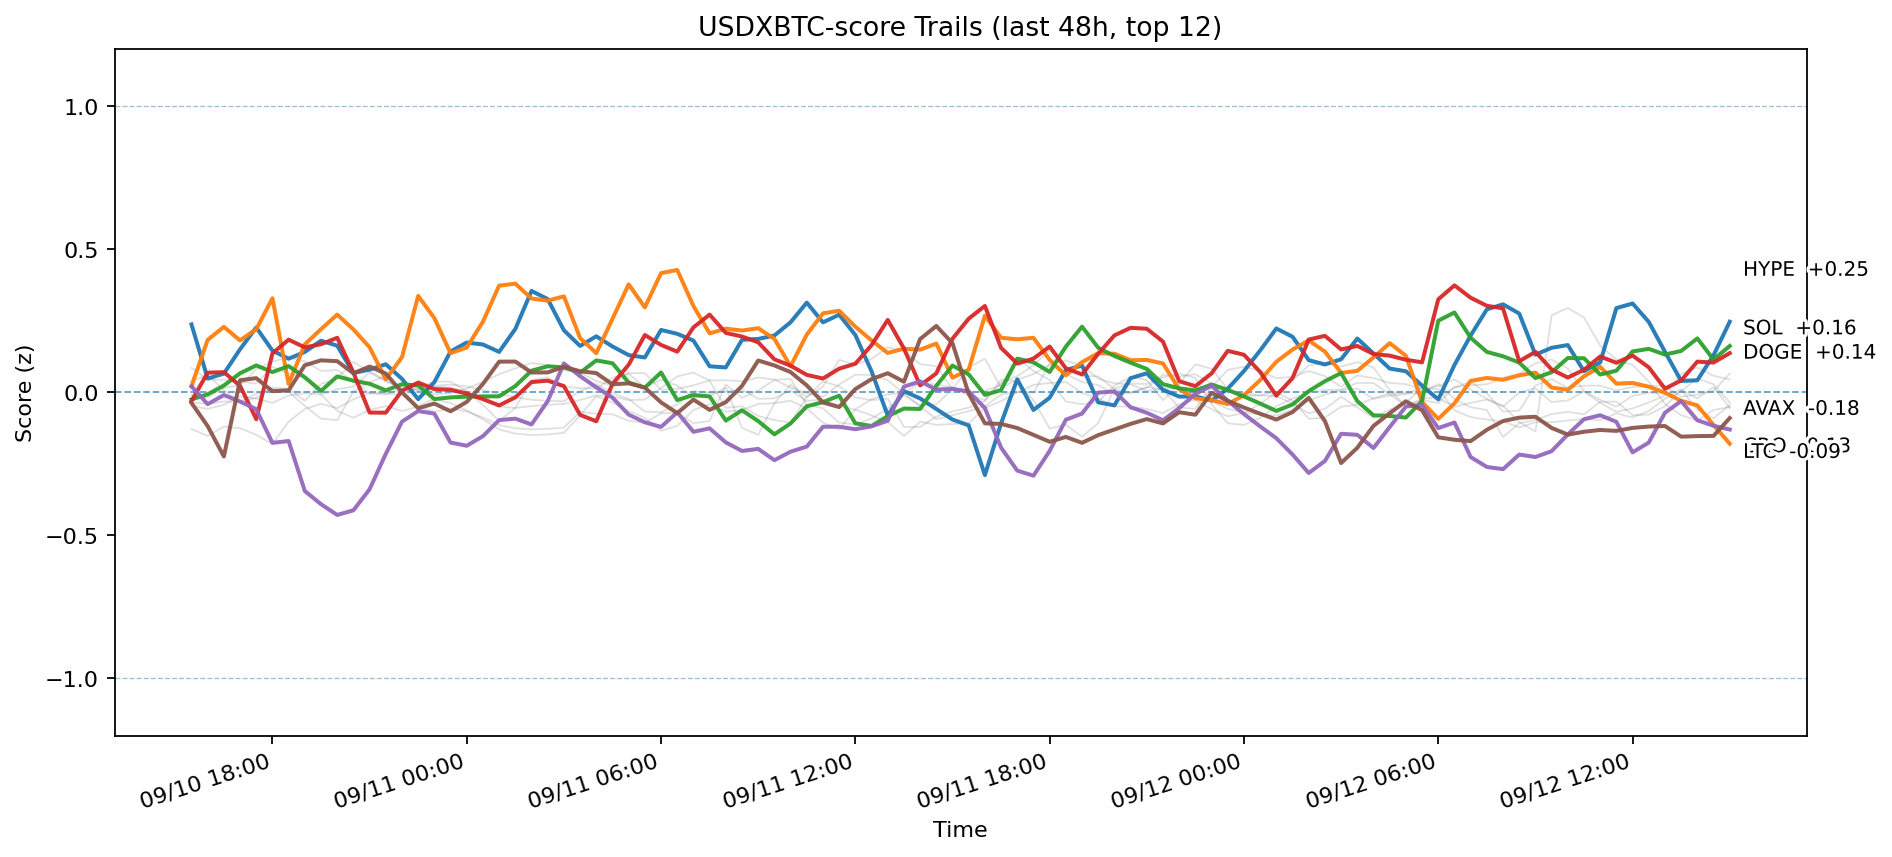 USDXBTC-score Trails (last 48h, top 12)
Score (z)
1.0
0.5
0.0
−0.5
−1.0
HYPE +0.25
SOL +0.16
DOGE +0.14
AVAX -0.18
LTC -0.09
09/10 18:00
09/11 00:00
09/11 06:00
09/11 12:00
09/11 18:00
09/12 00:00
09/12 06:00
09/12 12:00
Time